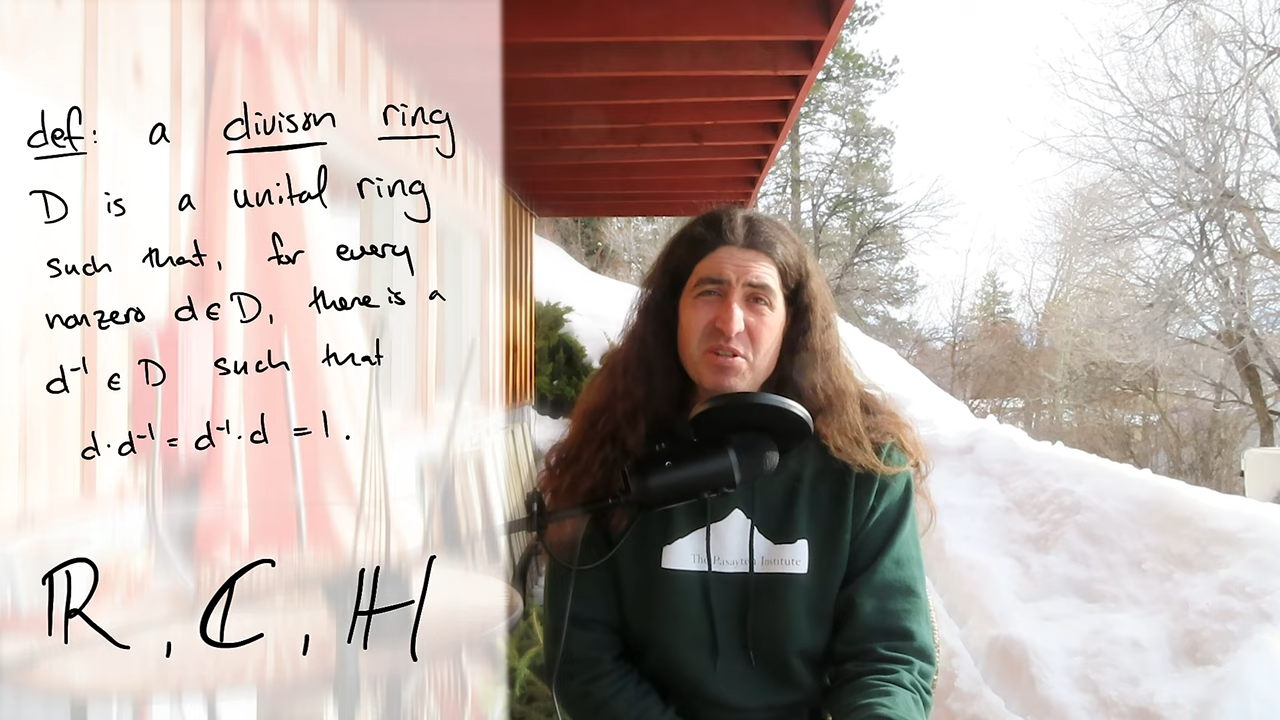 def: a divison ring
D is a unital ring
such that, for every
nonzero d ∈ D, there is a
d⁻¹ ∈ D such that
d·d⁻¹ = d⁻¹·d = 1.
ℝ, ℂ, ℍ
The Pasayten Institute